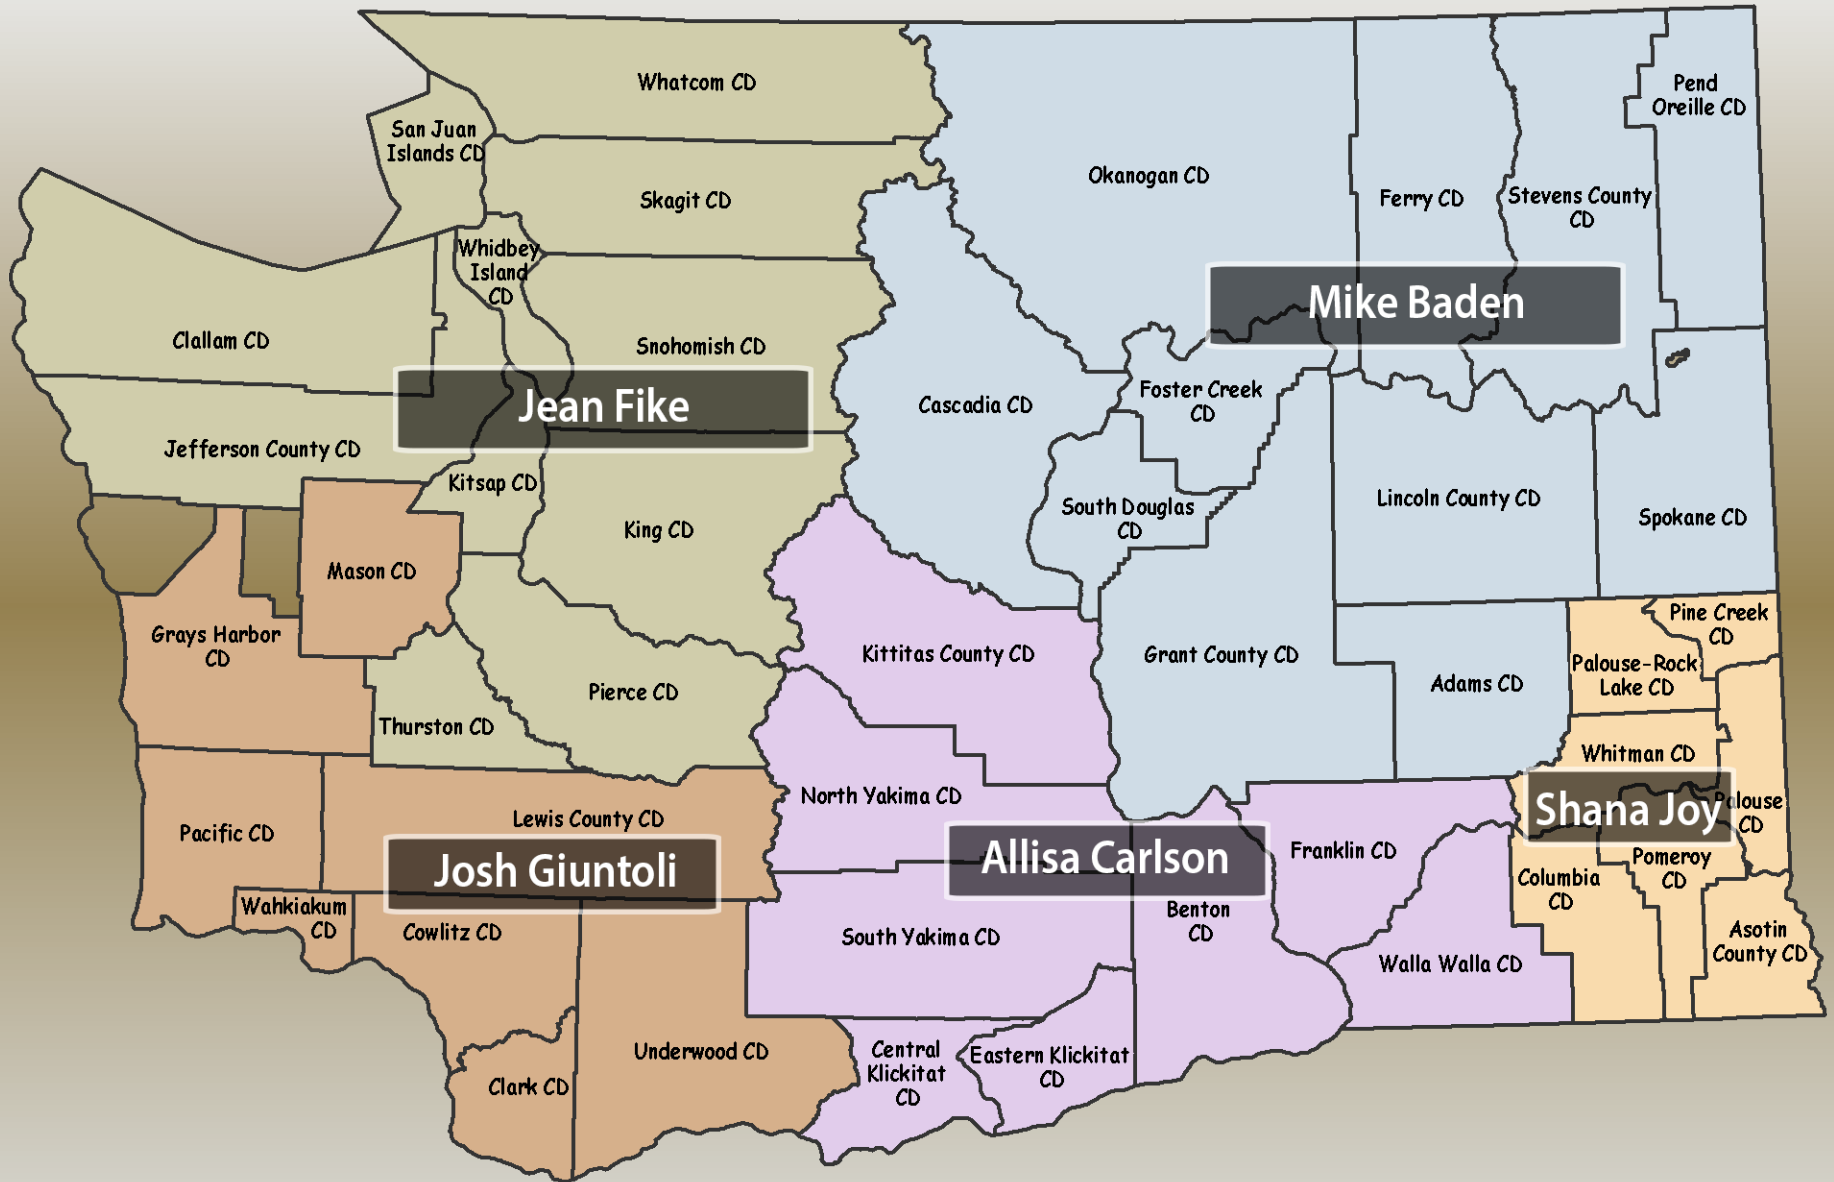 Whatcom CD
San Juan
Islands CD
Skagit CD
Whidbey
Island
CD
Clallam CD
Snohomish CD
Jean Fike
Jefferson County CD
Kitsap CD
King CD
Mason CD
Grays Harbor
CD
Pierce CD
Thurston CD
Okanogan CD
Ferry CD
Stevens County
CD
Pend
Oreille CD
Mike Baden
Cascadia CD
Foster Creek
CD
South Douglas
CD
Lincoln County CD
Spokane CD
Grant County CD
Adams CD
Kittitas County CD
North Yakima CD
Pine Creek
CD
Palouse-Rock
Lake CD
Whitman CD
Shana Joy
Palouse
CD
Pomeroy
CD
Columbia
CD
Asotin
County CD
Pacific CD
Lewis County CD
Josh Giuntoli
Wahkiakum
CD
Cowlitz CD
Clark CD
Underwood CD
Allisa Carlson
Franklin CD
Benton
CD
South Yakima CD
Walla Walla CD
Central
Klickitat
CD
Eastern Klickitat
CD